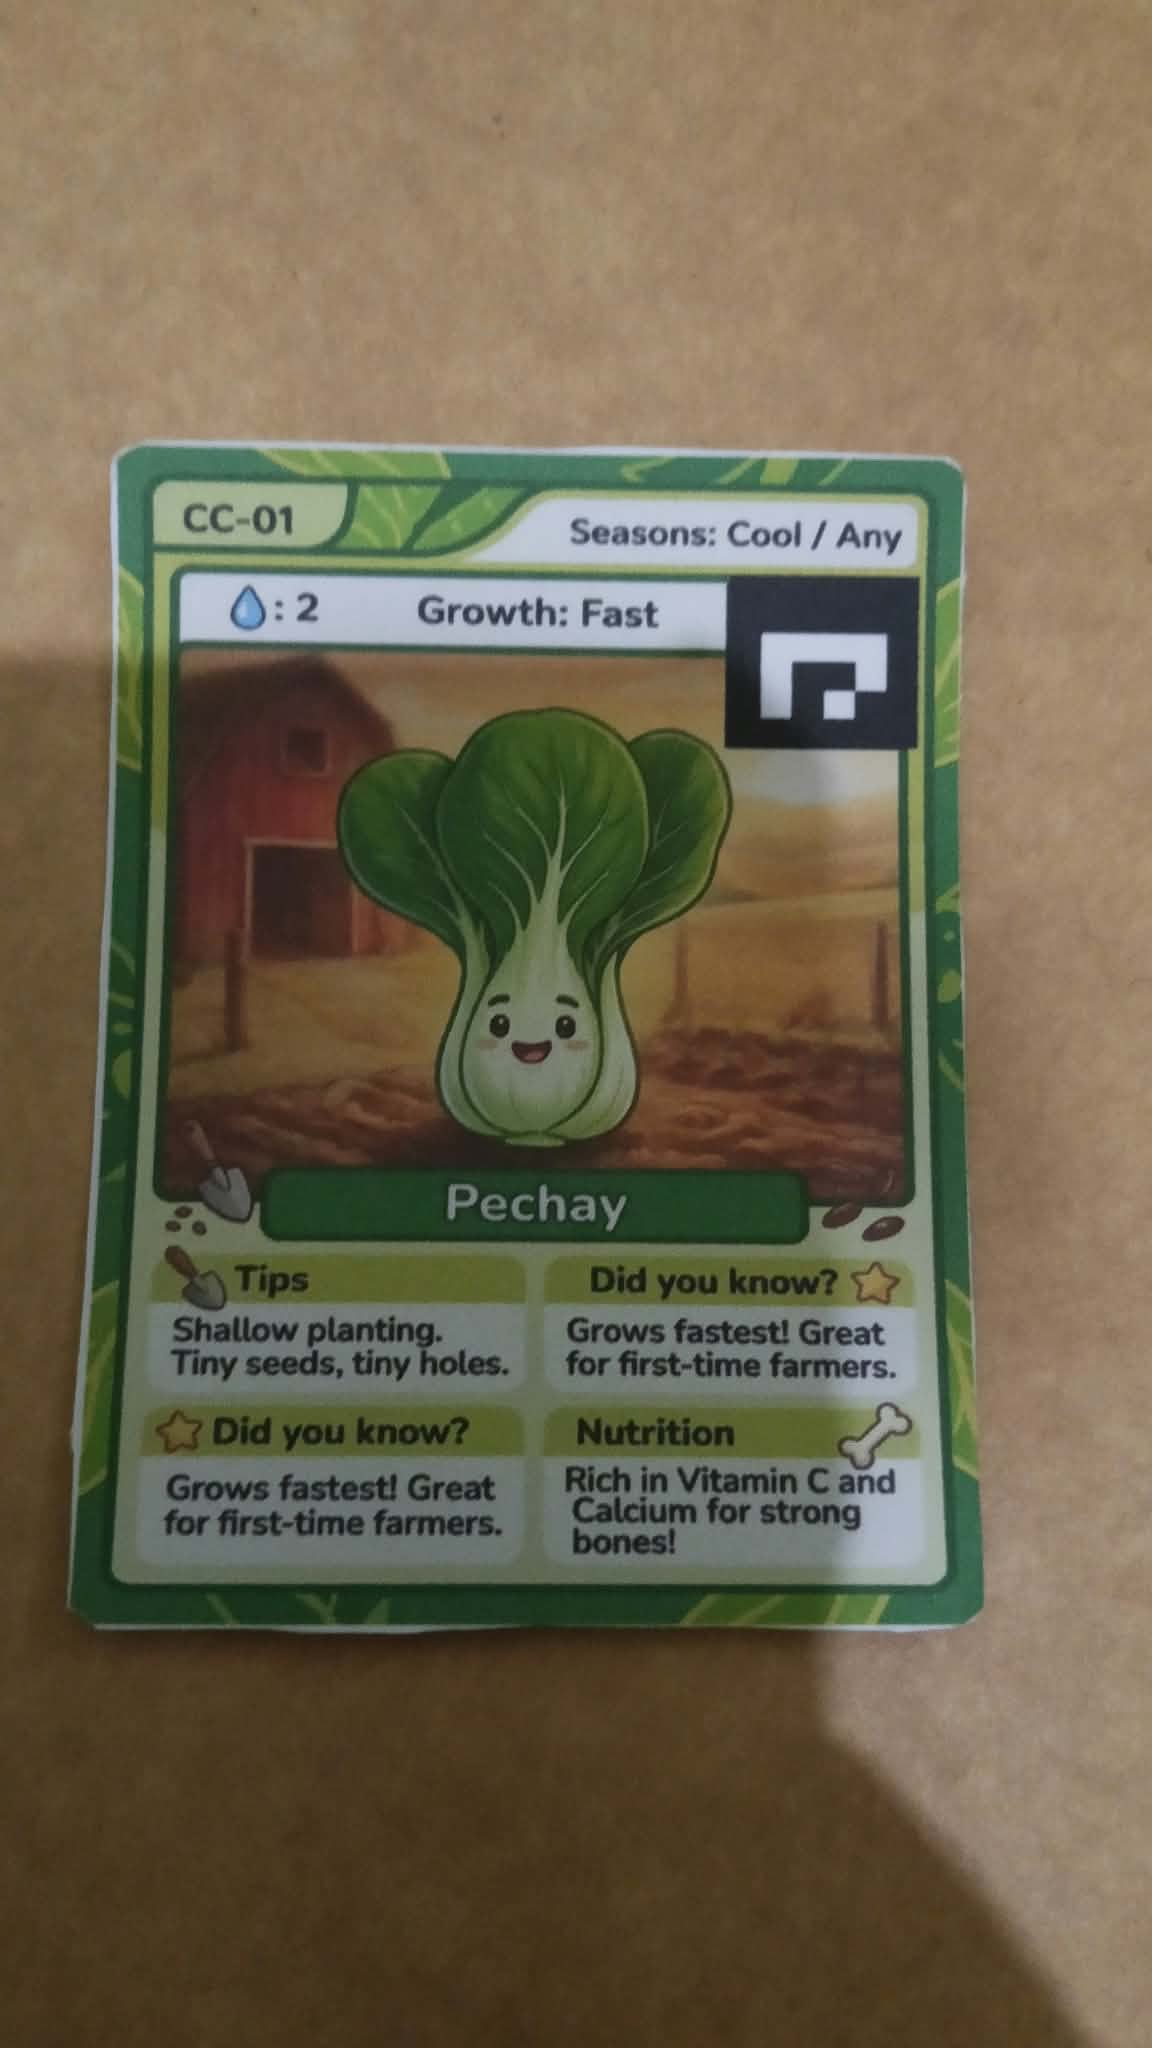 CC-01
Seasons: Cool / Any
: 2
Growth: Fast
Pechay
Tips
Shallow planting.
Tiny seeds, tiny holes.
Did you know?
Grows fastest! Great
for first-time farmers.
Did you know?
Grows fastest! Great
for first-time farmers.
Nutrition
Rich in Vitamin C and
Calcium for strong
bones!